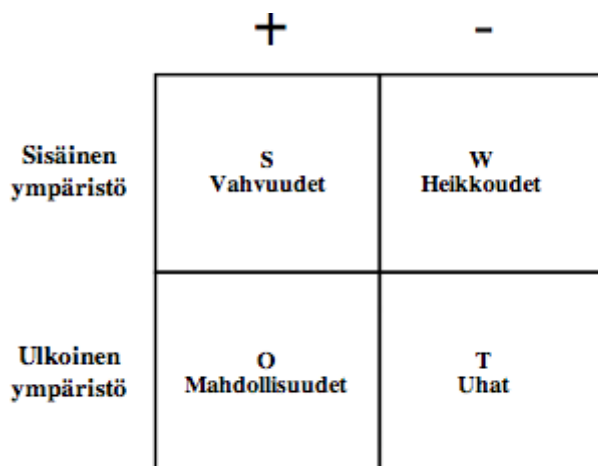 + -
Sisäinen
ympäristö
S
Vahvuudet
W
Heikkoudet
Ulkoinen
ympäristö
O
Mahdollisuudet
T
Uhat